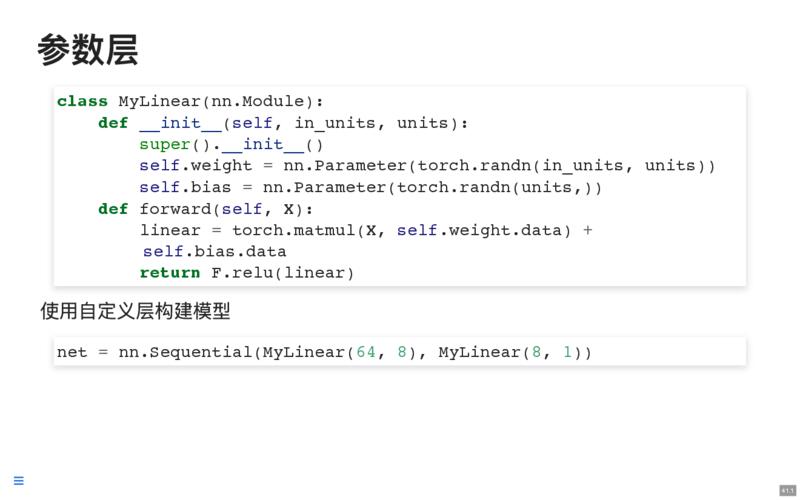 参数层
class MyLinear(nn.Module):
    def __init__(self, in_units, units):
        super().__init__()
        self.weight = nn.Parameter(torch.randn(in_units, units))
        self.bias = nn.Parameter(torch.randn(units,))
    def forward(self, X):
        linear = torch.matmul(X, self.weight.data) +
        self.bias.data
        return F.relu(linear)
使用自定义层构建模型
net = nn.Sequential(MyLinear(64, 8), MyLinear(8, 1))
41.1